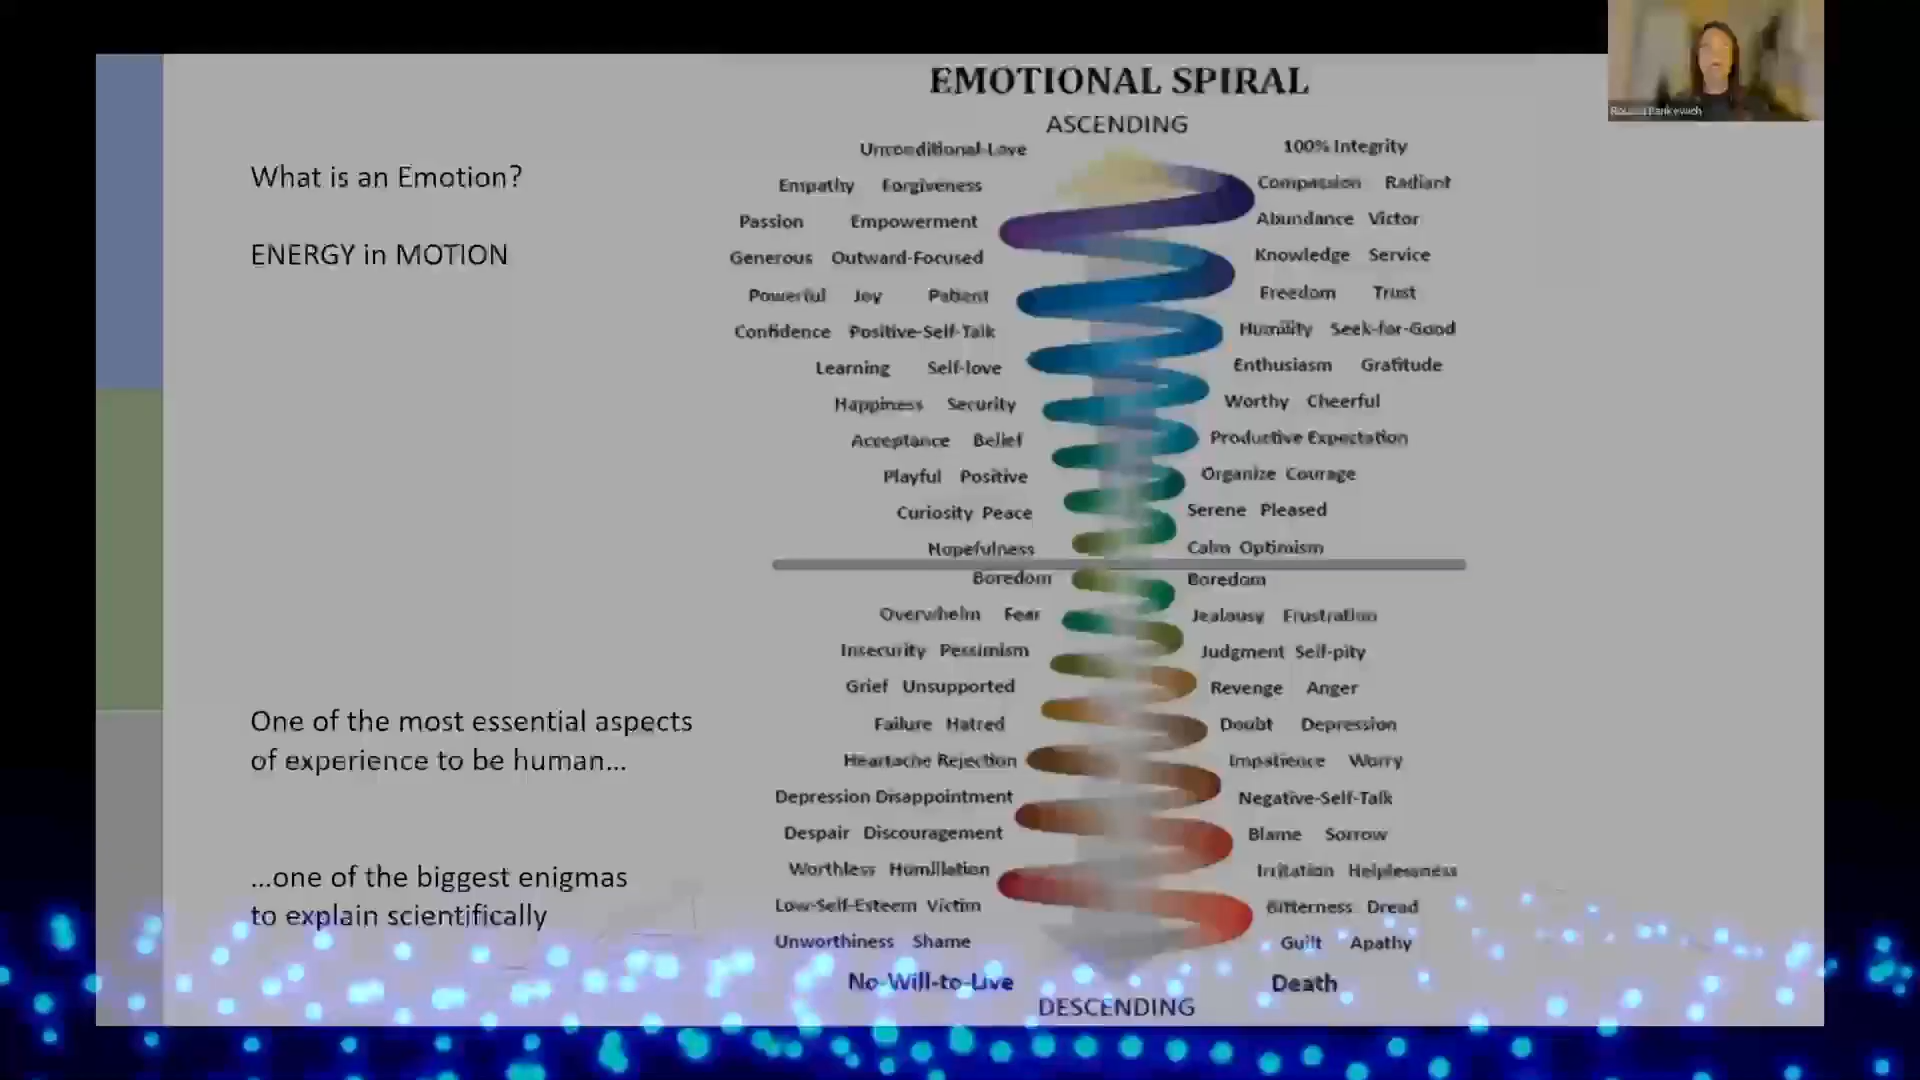 EMOTIONAL SPIRAL
ASCENDING
What is an Emotion?
ENERGY in MOTION
One of the most essential aspects
of experience to be human...
...one of the biggest enigmas
to explain scientifically
Unconditional-Love 100% Integrity
Empathy Forgiveness Compassion Radiant
Passion Empowerment Abundance Victor
Generous Outward-Focused Knowledge Service
Powerful Joy Patient Freedom Trust
Confidence Positive-Self-Talk Humility Seek-for-Good
Learning Self-love Enthusiasm Gratitude
Happiness Security Worthy Cheerful
Acceptance Belief Productive Expectation
Playful Positive Organize Courage
Curiosity Peace Serene Pleased
Hopefulness Calm Optimism
Boredom Boredom
Overwhelm Fear Jealousy Frustration
Insecurity Pessimism Judgment Self-pity
Grief Unsupported Revenge Anger
Failure Hatred Doubt Depression
Heartache Rejection Impatience Worry
Depression Disappointment Negative-Self-Talk
Despair Discouragement Blame Sorrow
Worthless Humiliation Irritation Helplessness
Low-Self-Esteem Victim Bitterness Dread
Unworthiness Shame Guilt Apathy
No-Will-to-Live Death
DESCENDING